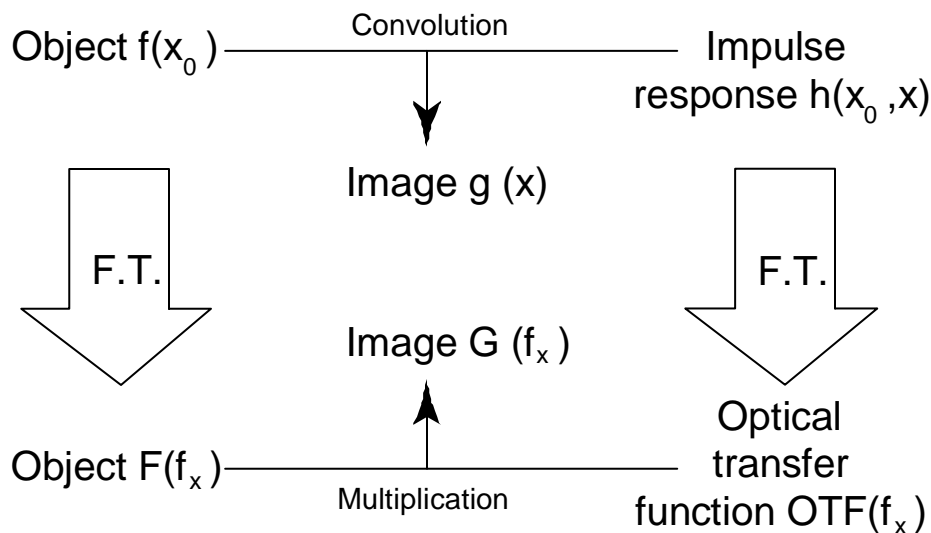 Convolution
Object f(x₀)
Impulse
response h(x₀ ,x)
Image g (x)
F.T.
F.T.
Image G (fₓ)
Optical
Object F(fₓ)
transfer
Multiplication
function OTF(fₓ)